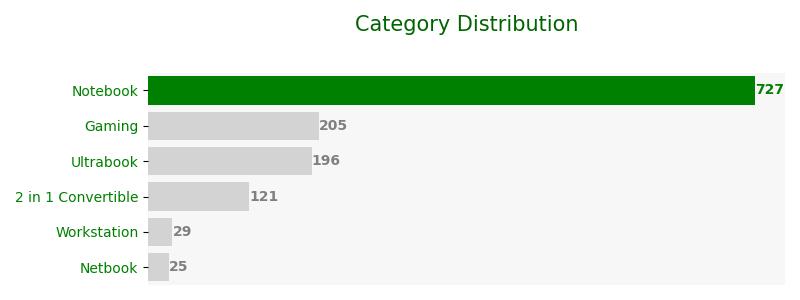 Category Distribution
Notebook 727
Gaming 205
Ultrabook 196
2 in 1 Convertible 121
Workstation 29
Netbook 25